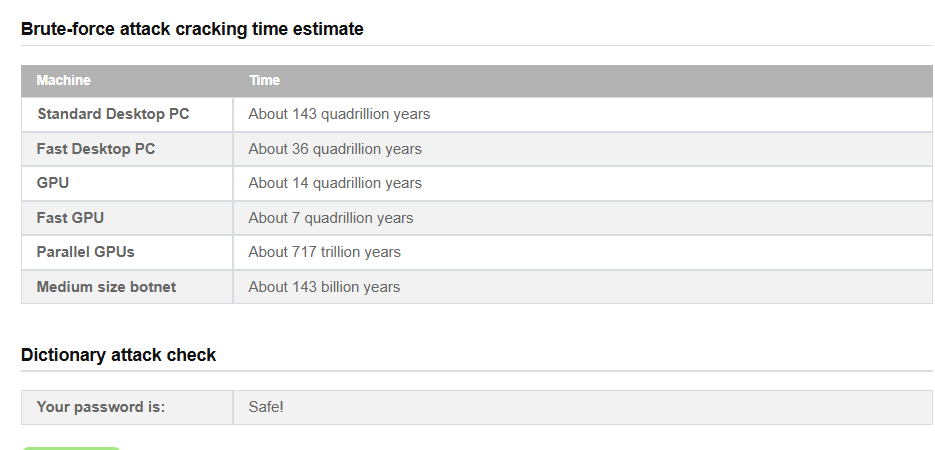 Brute-force attack cracking time estimate
Machine Time
Standard Desktop PC About 143 quadrillion years
Fast Desktop PC About 36 quadrillion years
GPU About 14 quadrillion years
Fast GPU About 7 quadrillion years
Parallel GPUs About 717 trillion years
Medium size botnet About 143 billion years
Dictionary attack check
Your password is: Safe!